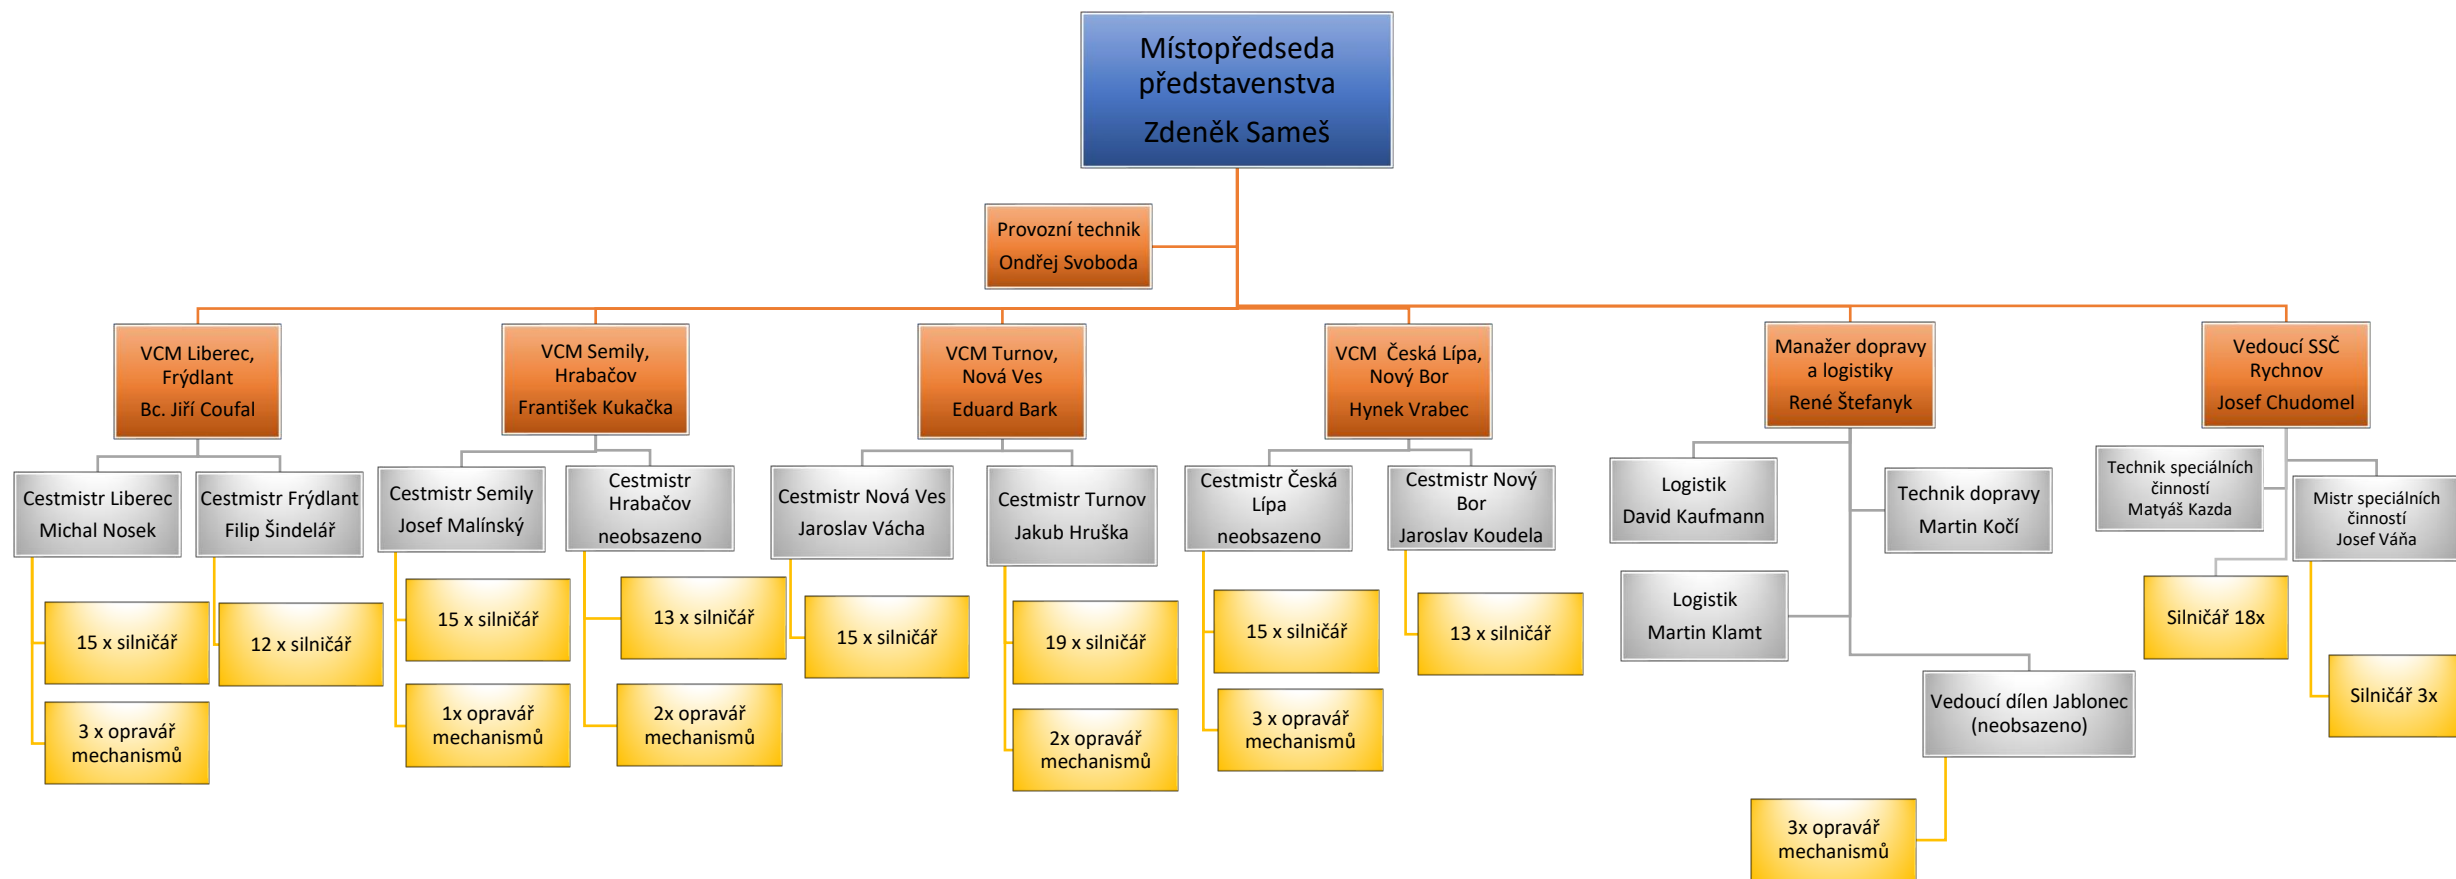 Místopředseda
představenstva
Zdeněk Sameš
Provozní technik
Ondřej Svoboda
VCM Liberec,
Frýdlant
Bc. Jiří Coufal
VCM Semily,
Hrabačov
František Kukačka
VCM Turnov,
Nová Ves
Eduard Bark
VCM  Česká Lípa,
Nový Bor
Hynek Vrabec
Manažer dopravy
a logistiky
René Štefanyk
Vedoucí SSČ
Rychnov
Josef Chudomel
Cestmistr Liberec
Michal Nosek
Cestmistr Frýdlant
Filip Šindelář
Cestmistr Semily
Josef Malínský
Cestmistr
Hrabačov
neobsazeno
Cestmistr Nová Ves
Jaroslav Vácha
Cestmistr Turnov
Jakub Hruška
Cestmistr Česká
Lípa
neobsazeno
Cestmistr Nový
Bor
Jaroslav Koudela
Logistik
David Kaufmann
Technik dopravy
Martin Kočí
Technik speciálních
činností
Matyáš Kazda
Mistr speciálních
činností
Josef Váňa
15 x silničář
12 x silničář
15 x silničář
13 x silničář
15 x silničář
19 x silničář
15 x silničář
13 x silničář
Logistik
Martin Klamt
Silničář 18x
Silničář 3x
3 x opravář
mechanismů
1x opravář
mechanismů
2x opravář
mechanismů
2x opravář
mechanismů
3 x opravář
mechanismů
Vedoucí dílen Jablonec
(neobsazeno)
3x opravář
mechanismů